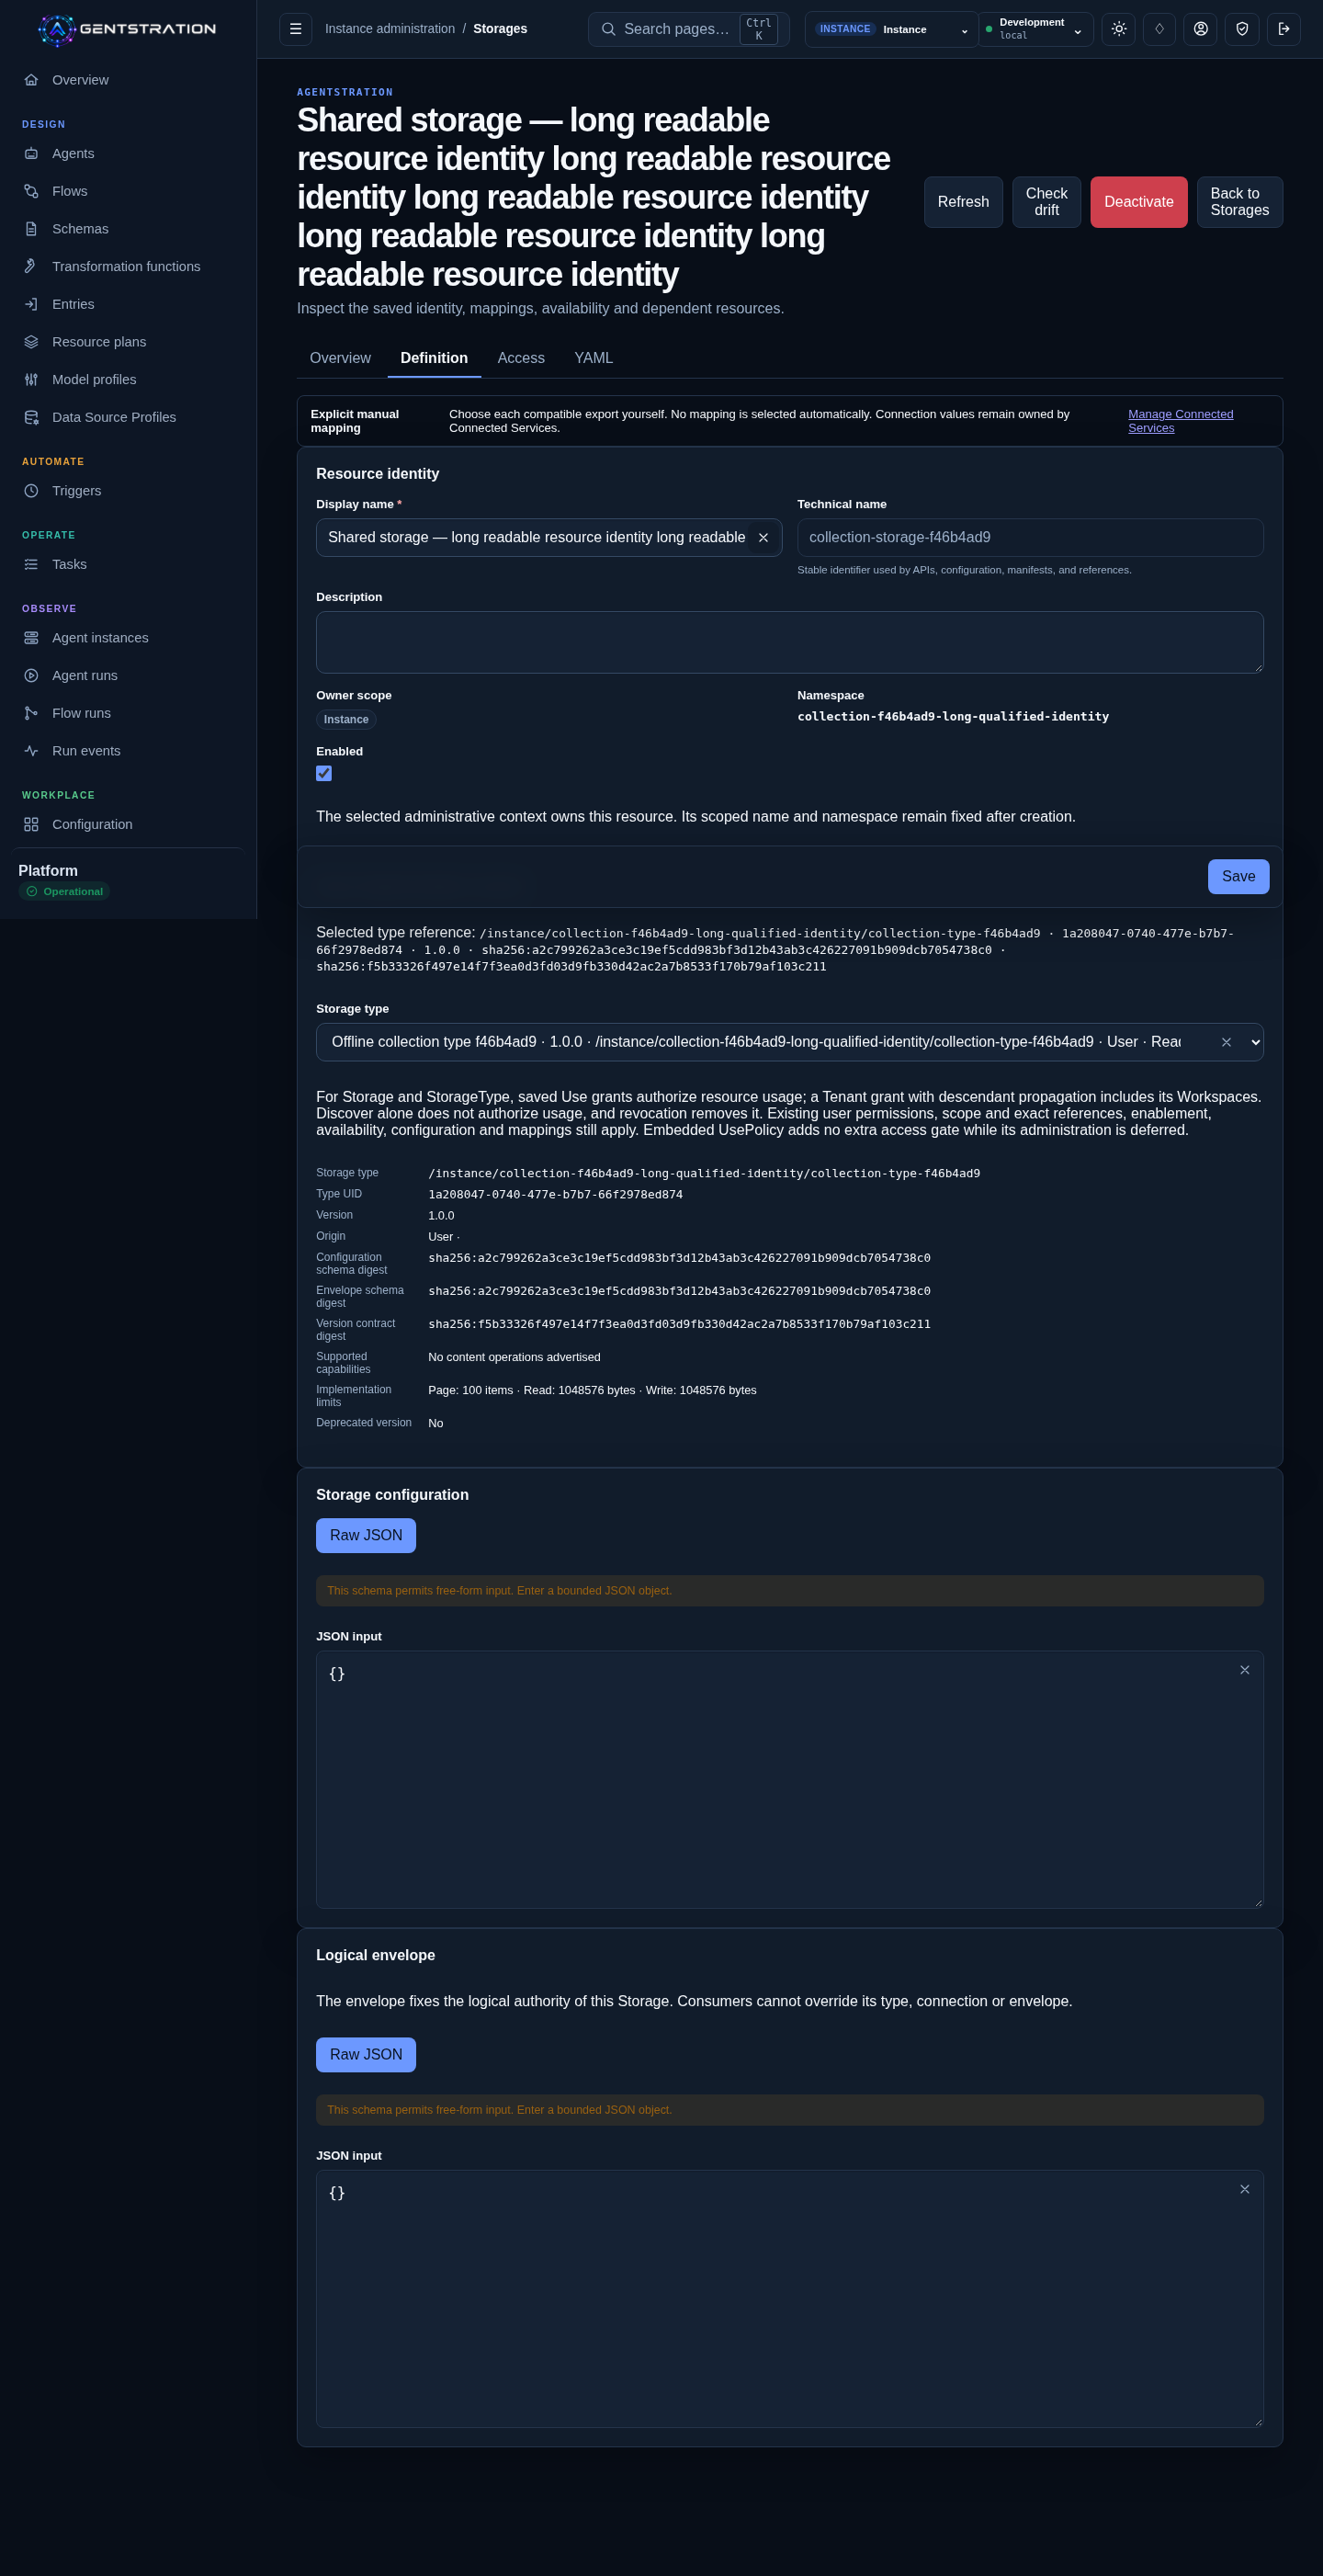 GENTSTRATION
Overview
DESIGN
Agents
Flows
Schemas
Transformation functions
Entries
Resource plans
Model profiles
Data Source Profiles
AUTOMATE
Triggers
OPERATE
Tasks
OBSERVE
Agent instances
Agent runs
Flow runs
Run events
WORKPLACE
Configuration
Platform
Operational
Instance administration / Storages
Search pages…
Ctrl
K
INSTANCE Instance
Development
local
AGENTSTRATION
Shared storage — long readable
resource identity long readable resource
identity long readable resource identity
long readable resource identity long
readable resource identity
Inspect the saved identity, mappings, availability and dependent resources.
Refresh
Check
drift
Deactivate
Back to
Storages
Overview Definition Access YAML
Explicit manual
mapping
Choose each compatible export yourself. No mapping is selected automatically. Connection values remain owned by
Connected Services.
Manage Connected
Services
Resource identity
Display name *
Shared storage — long readable resource identity long readable
Technical name
collection-storage-f46b4ad9
Stable identifier used by APIs, configuration, manifests, and references.
Description
Owner scope
Instance
Namespace
collection-f46b4ad9-long-qualified-identity
Enabled
The selected administrative context owns this resource. Its scoped name and namespace remain fixed after creation.
Save
Selected type reference: /instance/collection-f46b4ad9-long-qualified-identity/collection-type-f46b4ad9 · 1a208047-0740-477e-b7b7-
66f2978ed874 · 1.0.0 · sha256:a2c799262a3ce3c19ef5cdd983bf3d12b43ab3c426227091b909dcb7054738c0 ·
sha256:f5b33326f497e14f7f3ea0d3fd03d9fb330d42ac2a7b8533f170b79af103c211
Storage type
Offline collection type f46b4ad9 · 1.0.0 · /instance/collection-f46b4ad9-long-qualified-identity/collection-type-f46b4ad9 · User · Read
For Storage and StorageType, saved Use grants authorize resource usage; a Tenant grant with descendant propagation includes its Workspaces.
Discover alone does not authorize usage, and revocation removes it. Existing user permissions, scope and exact references, enablement,
availability, configuration and mappings still apply. Embedded UsePolicy adds no extra access gate while its administration is deferred.
Storage type /instance/collection-f46b4ad9-long-qualified-identity/collection-type-f46b4ad9
Type UID 1a208047-0740-477e-b7b7-66f2978ed874
Version 1.0.0
Origin User ·
Configuration
schema digest
sha256:a2c799262a3ce3c19ef5cdd983bf3d12b43ab3c426227091b909dcb7054738c0
Envelope schema
digest
sha256:a2c799262a3ce3c19ef5cdd983bf3d12b43ab3c426227091b909dcb7054738c0
Version contract
digest
sha256:f5b33326f497e14f7f3ea0d3fd03d9fb330d42ac2a7b8533f170b79af103c211
Supported
capabilities
No content operations advertised
Implementation
limits
Page: 100 items · Read: 1048576 bytes · Write: 1048576 bytes
Deprecated version No
Storage configuration
Raw JSON
This schema permits free-form input. Enter a bounded JSON object.
JSON input
{}
Logical envelope
The envelope fixes the logical authority of this Storage. Consumers cannot override its type, connection or envelope.
Raw JSON
This schema permits free-form input. Enter a bounded JSON object.
JSON input
{}